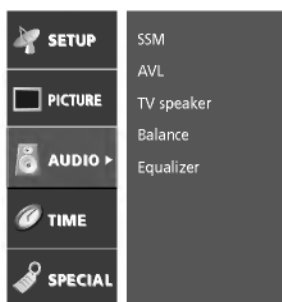 SETUP
PICTURE
AUDIO
TIME
SPECIAL
SSM
AVL
TV speaker
Balance
Equalizer